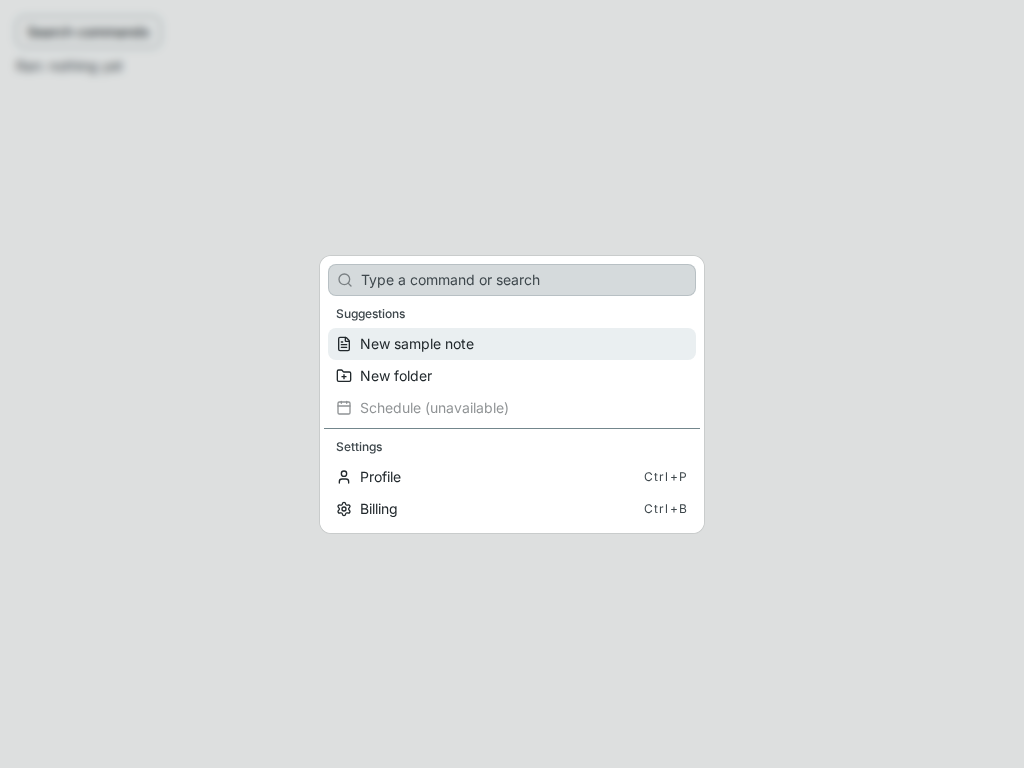 Search commands
Ran: nothing yet
Type a command or search
Suggestions
New sample note
New folder
Schedule (unavailable)
Settings
Profile Ctrl+P
Billing Ctrl+B